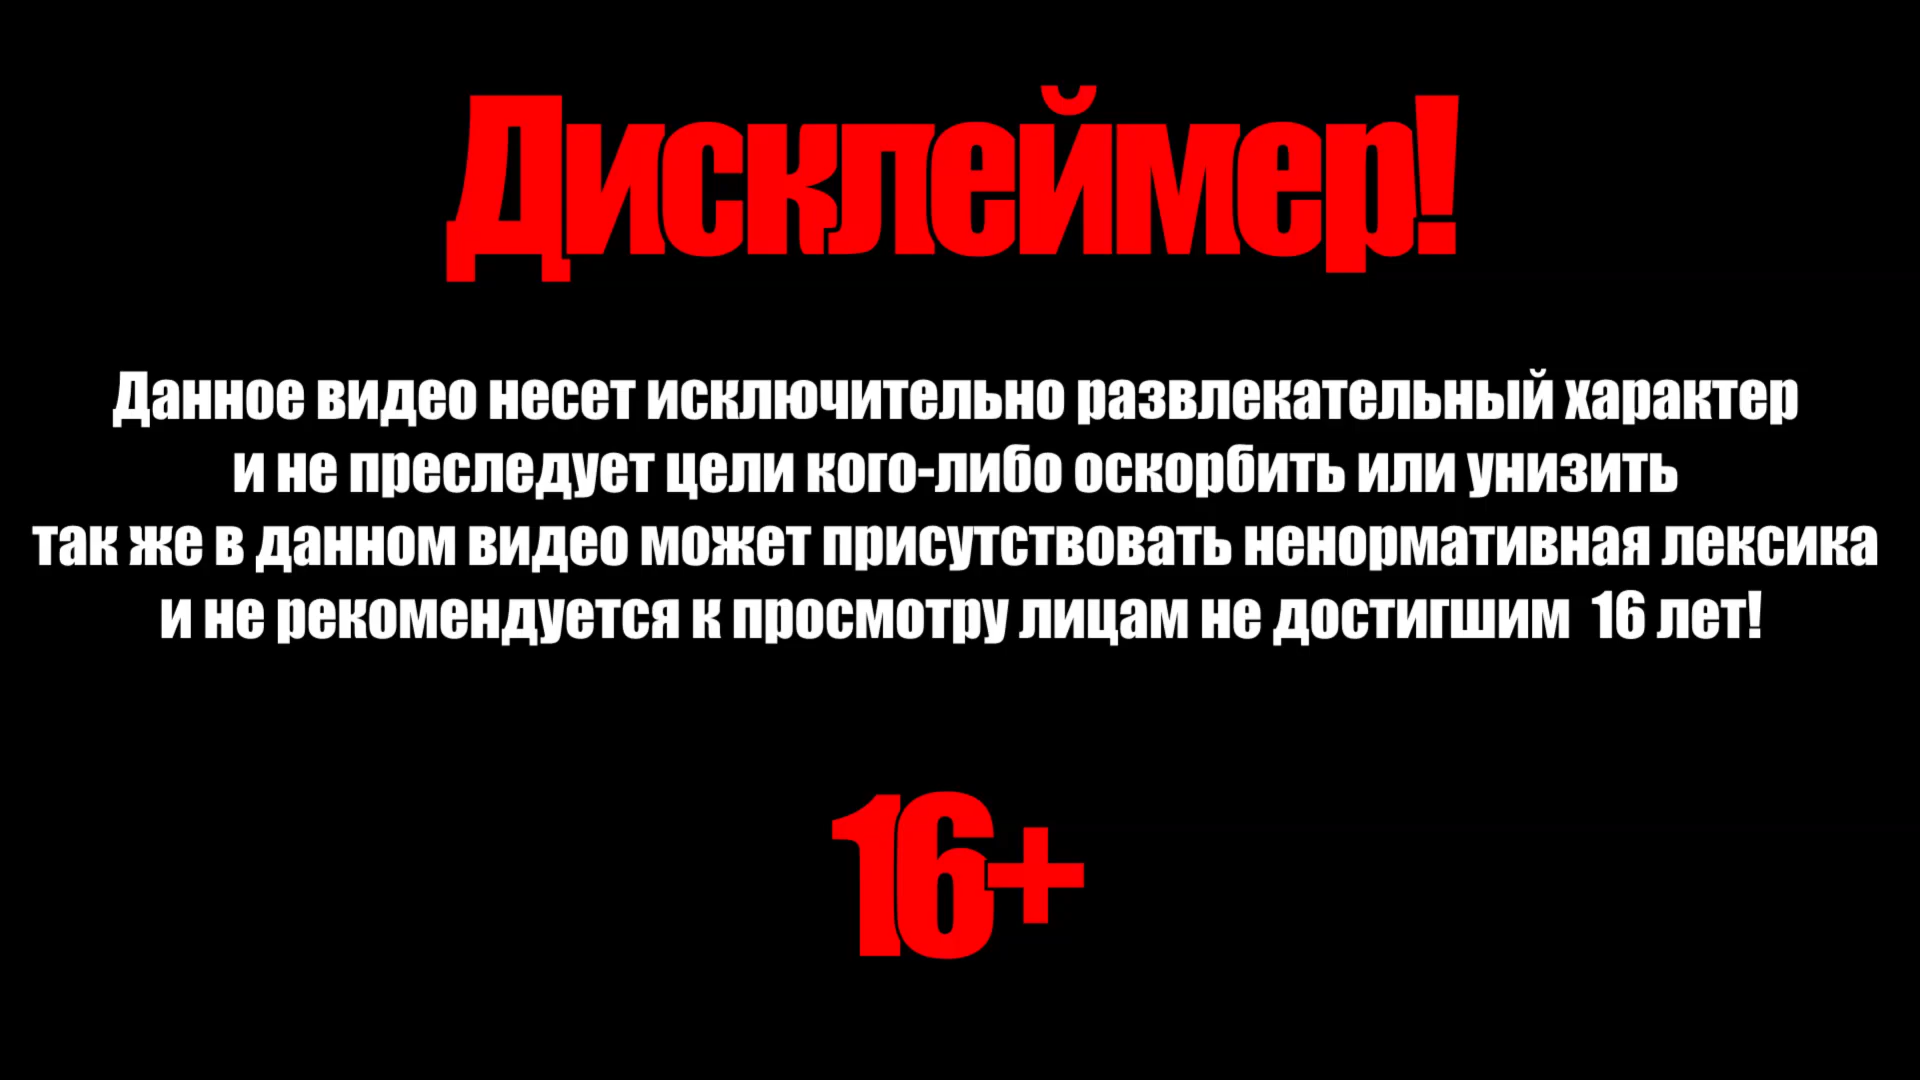 Дисклеймер!
Данное видео несет исключительно развлекательный характер
и не преследует цели кого-либо оскорбить или унизить
так же в данном видео может присутствовать ненормативная лексика
и не рекомендуется к просмотру лицам не достигшим 16 лет!
16+